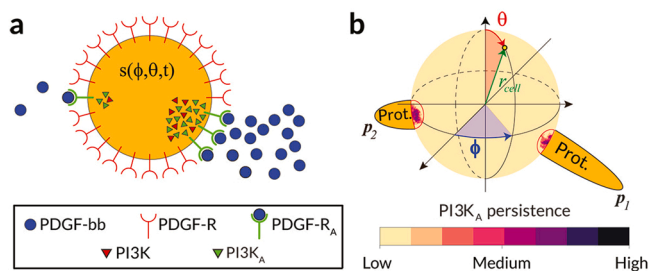 a
s(ϕ,θ,t)
PDGF-bb
PDGF-R
PDGF-R_A
PI3K
PI3K_A
b
θ
r_cell
ϕ
Prot.
p_2
Prot.
p_1
PI3K_A persistence
Low Medium High